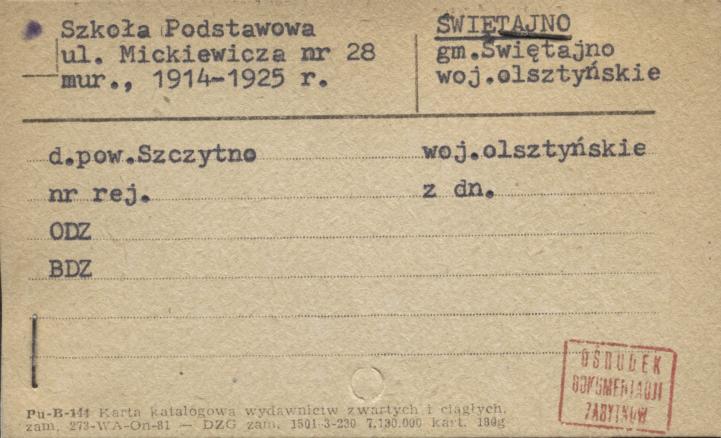 Szkoła Podstawowa
ul. Mickiewicza nr 28
mur., 1914-1925 r.
ŚWIĘTAJNO
gm.Świętajno
woj.olsztyńskie
d.pow.Szczytno woj.olsztyńskie
nr rej. z dn.
ODZ
BDZ
OŚRODEK
DOKUMENTACJI
ZABYTKÓW
Pu-B-144 Karta katalogowa wydawnictw zwartych i ciągłych.
zam. 273-WA-On-81 — DZG zam. 1501-3-230 7.130.000 kart. 180g